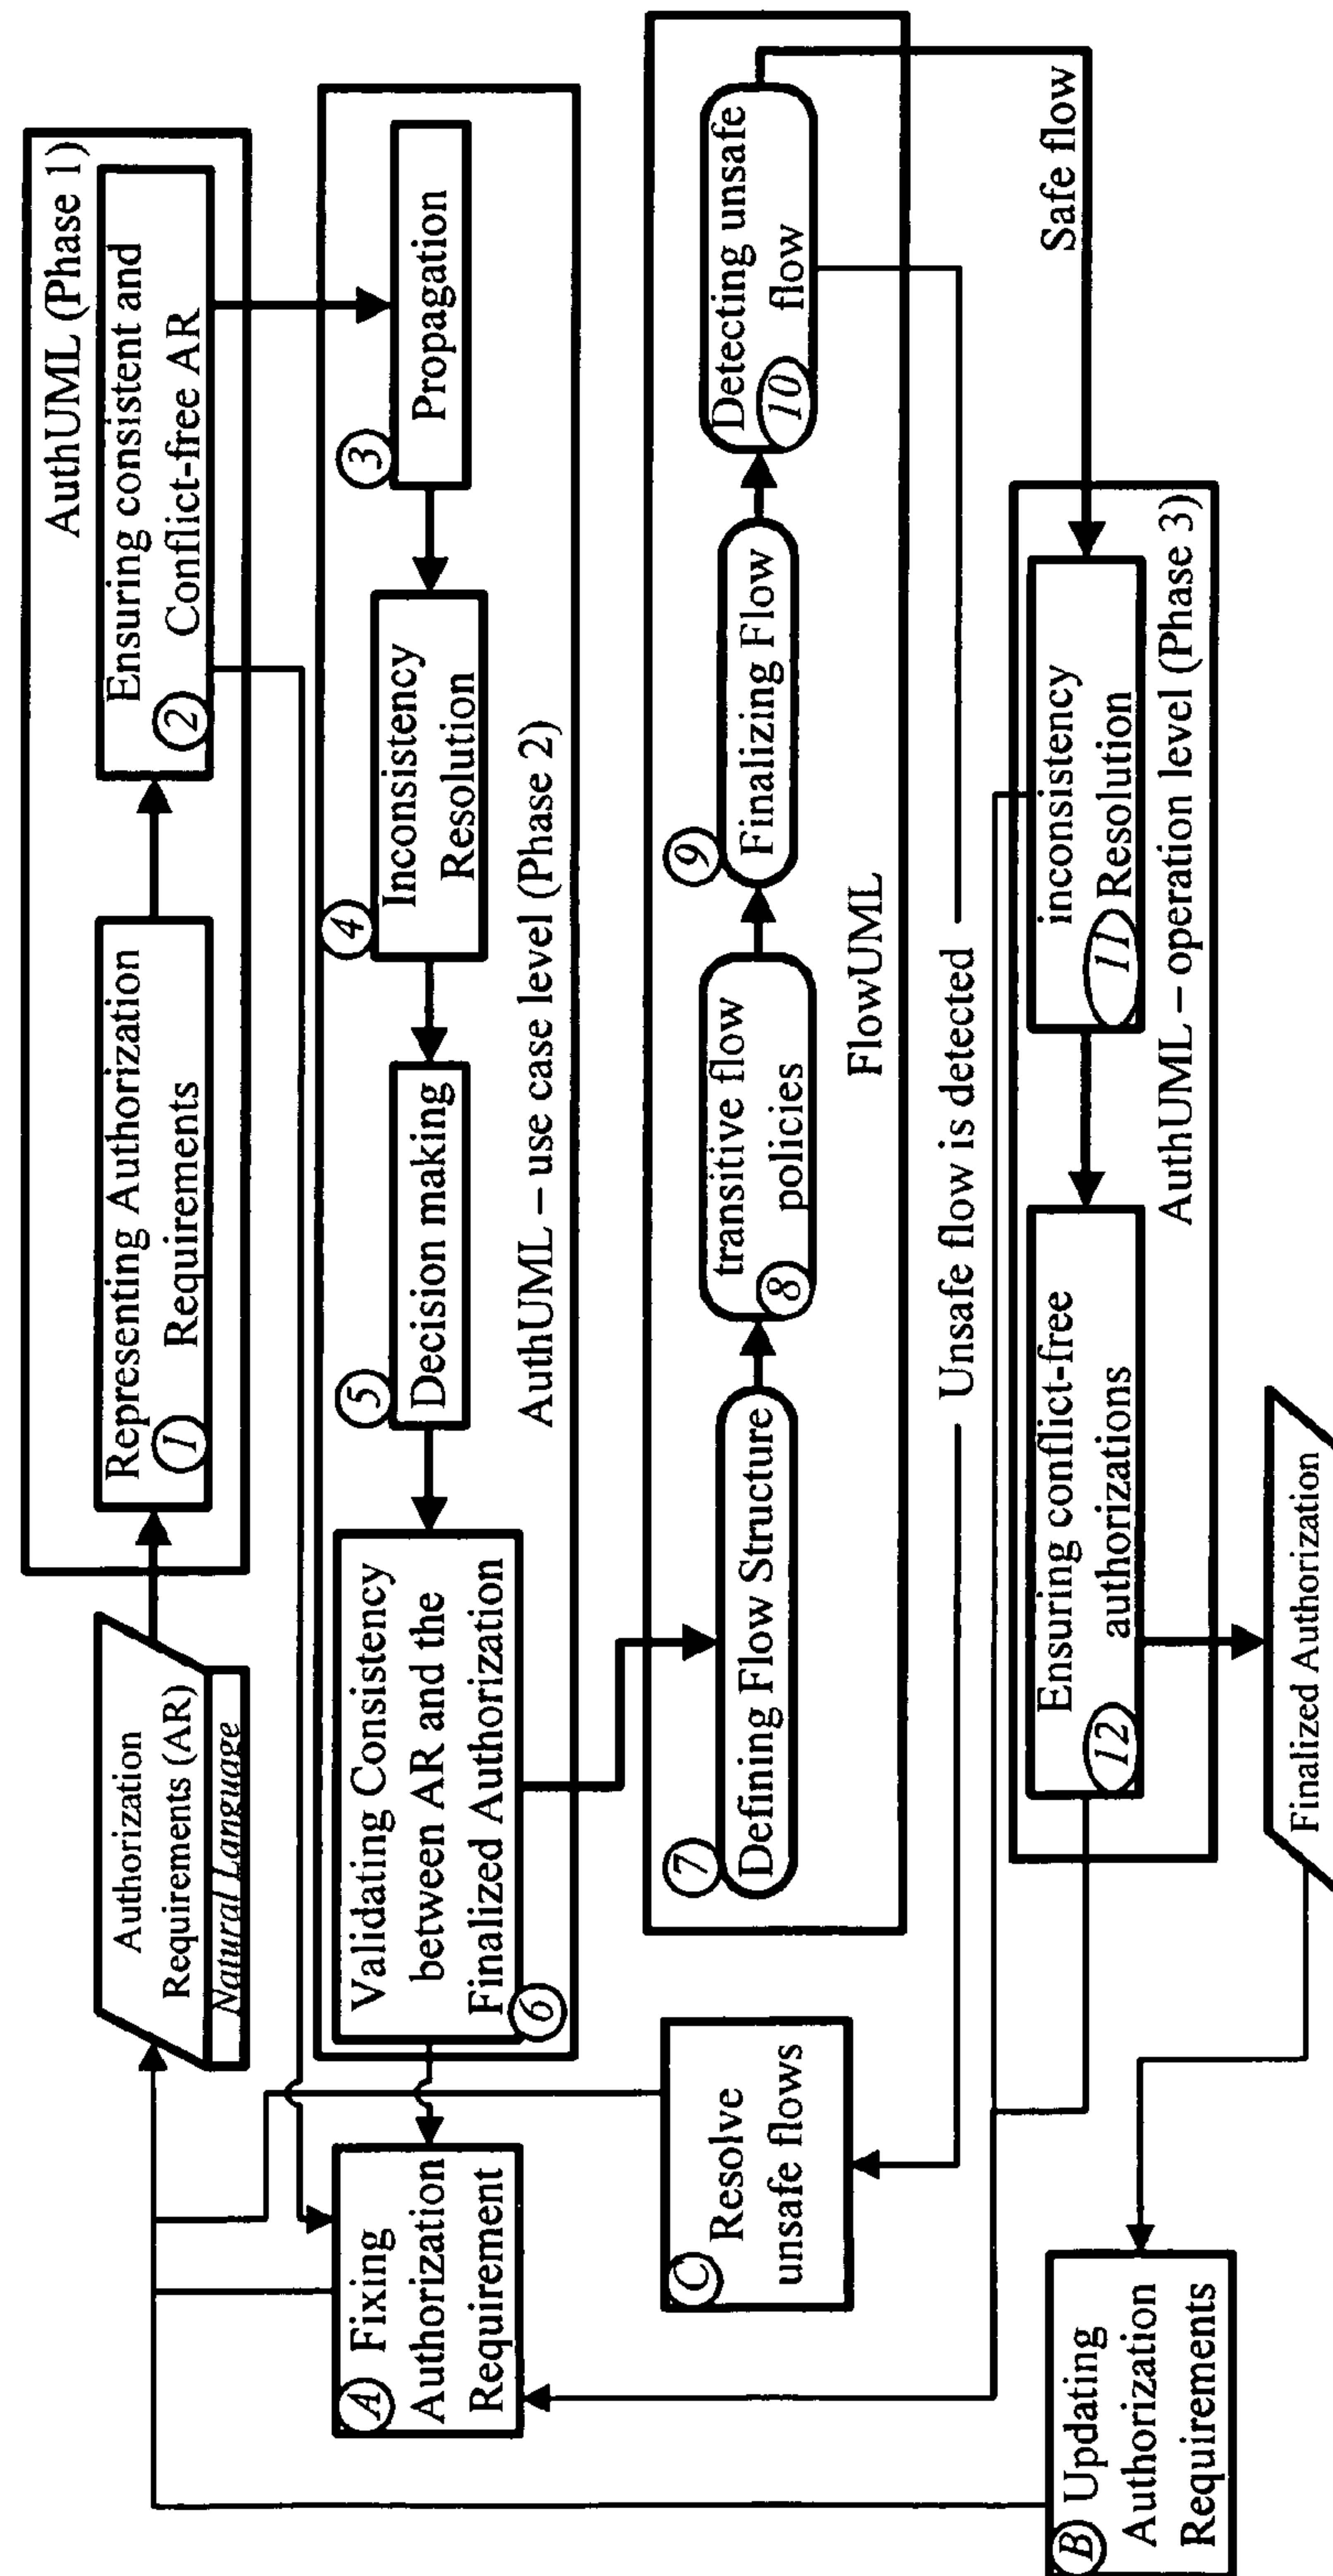 Authorization
Requirements (AR)
Natural Language
1
Representing Authorization
Requirements
2
Ensuring consistent and
Conflict-free AR
AuthUML (Phase 1)
A
Fixing
Authorization
Requirement
6
Validating Consistency
between AR and the
Finalized Authorization
5
Decision making
4
Inconsistency
Resolution
3
Propagation
AuthUML – use case level (Phase 2)
C
Resolve
unsafe flows
7
Defining Flow Structure
8
transitive flow
policies
9
Finalizing Flow
10
Detecting unsafe
flow
FlowUML
Unsafe flow is detected
Safe flow
B
Updating
Authorization
Requirements
12
Ensuring conflict-free
authorizations
11
inconsistency
Resolution
AuthUML – operation level (Phase 3)
Finalized Authorization